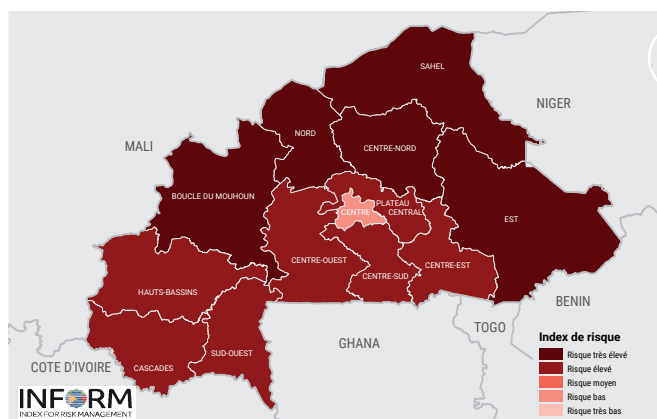 SAHEL
NIGER
NORD
MALI
CENTRE-NORD
BOUCLE DU MOUHOUN
PLATEAU
CENTRE
CENTRAL
EST
CENTRE-OUEST
CENTRE-EST
CENTRE-SUD
HAUTS-BASSINS
BENIN
TOGO
GHANA
SUD-OUEST
COTE D'IVOIRE
CASCADES
Index de risque
Risque très élevé
Risque élevé
Risque moyen
Risque bas
Risque très bas
INFORM
INDEX FOR RISK MANAGEMENT